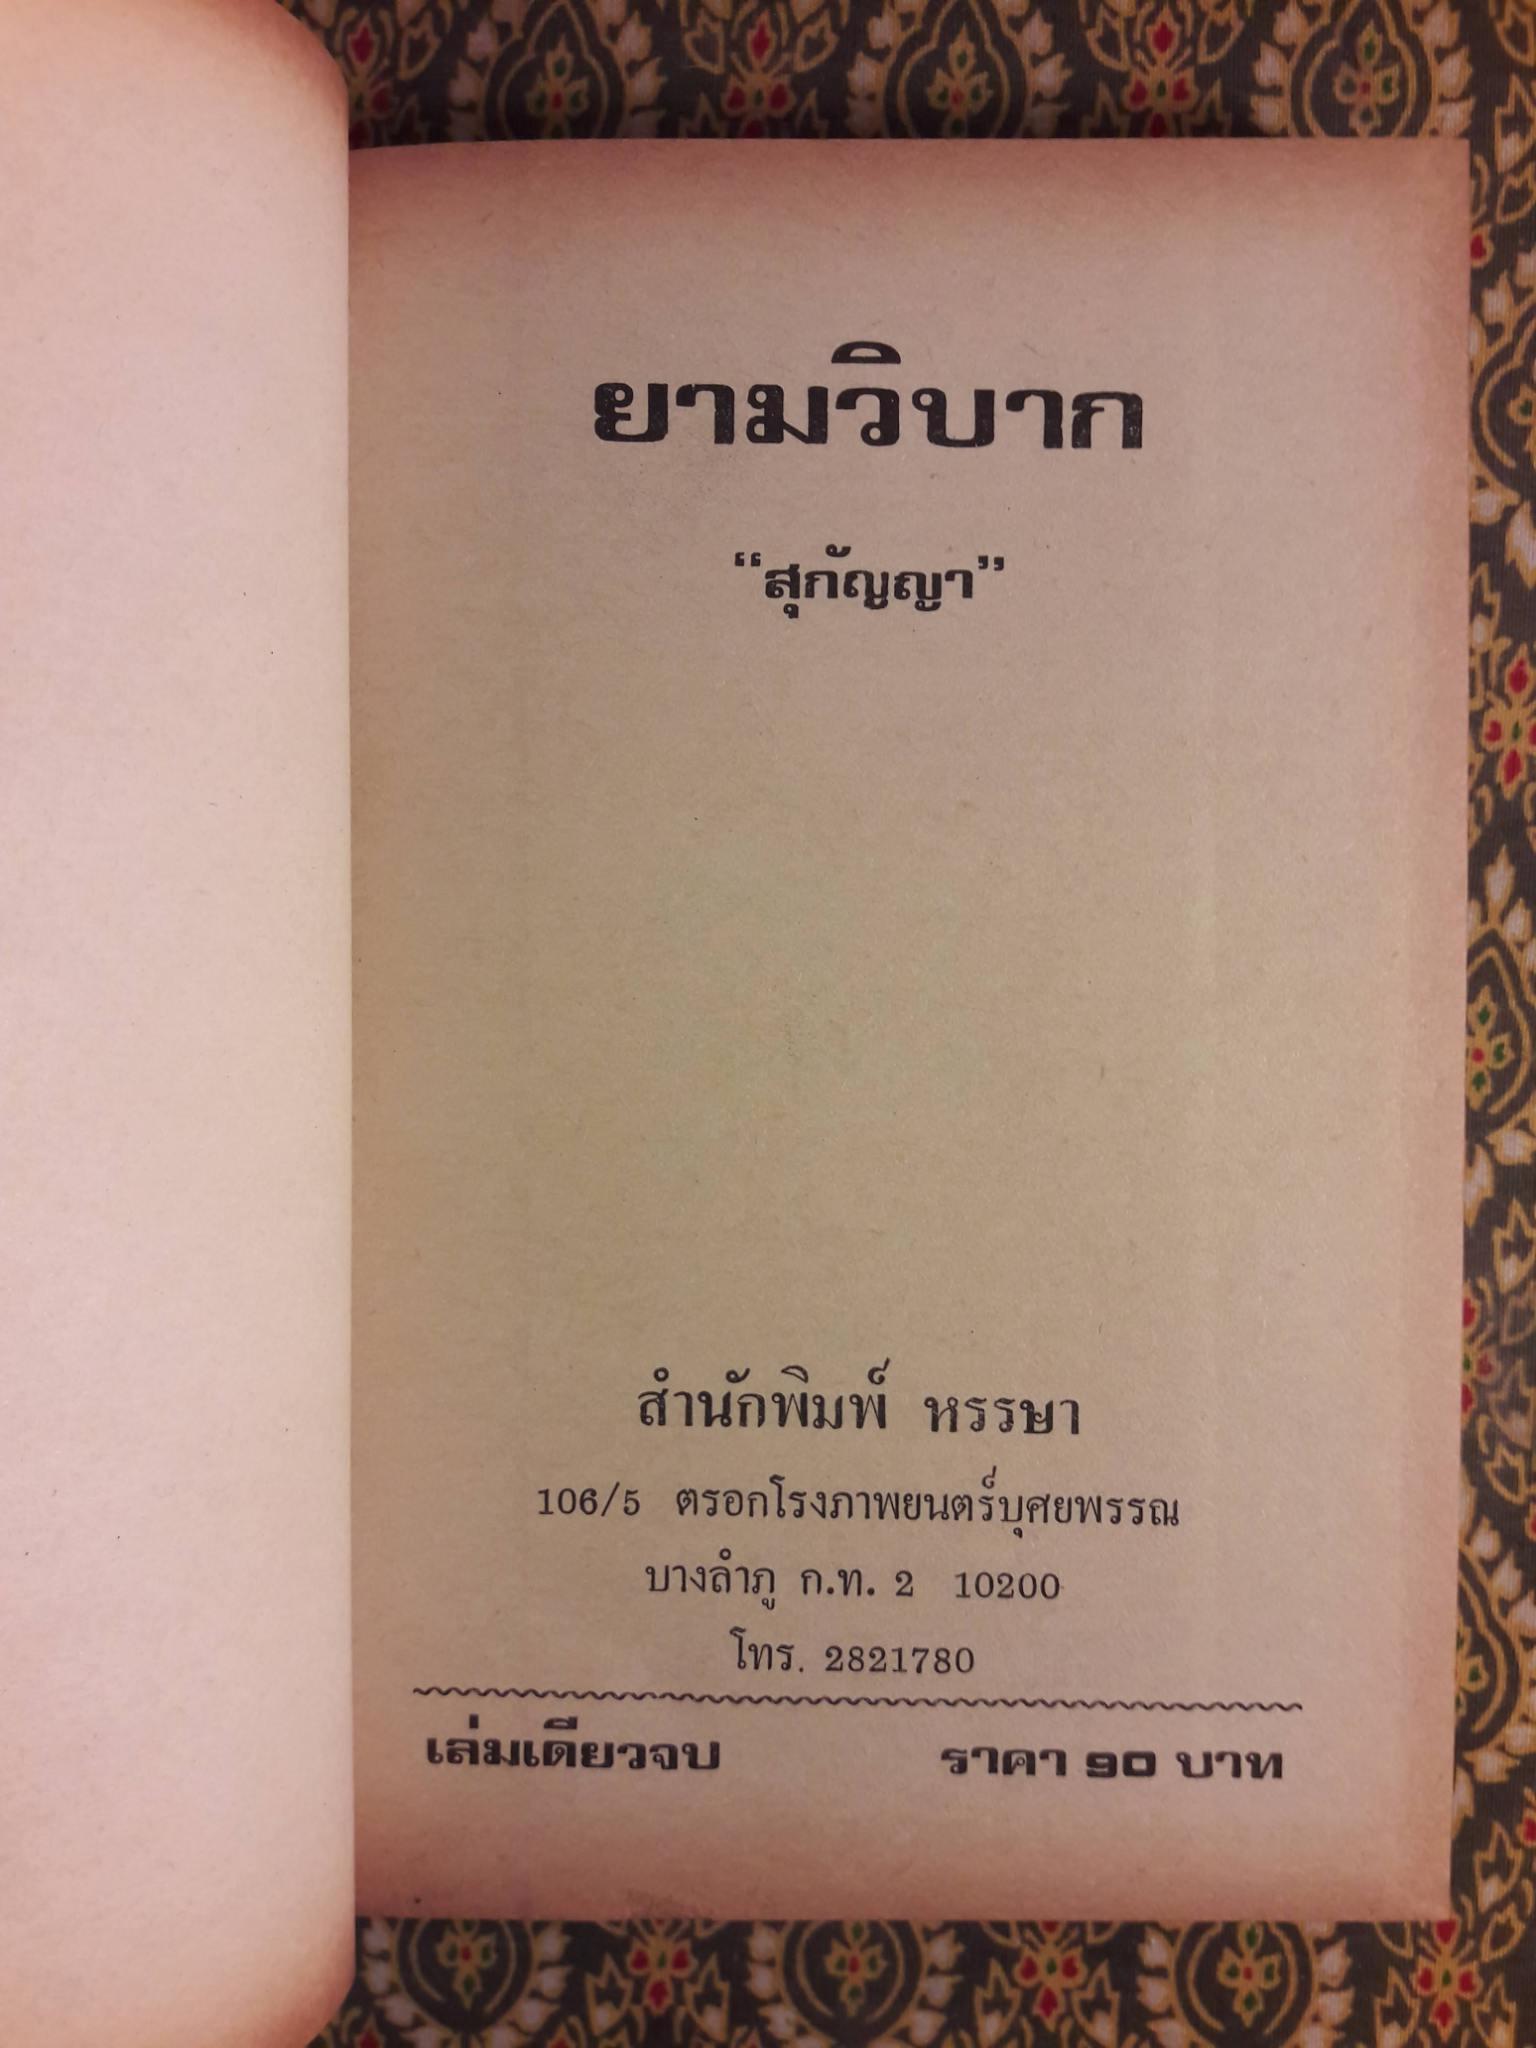 ยามวิบาก
“สุกัญญา”
สำนักพิมพ์ หรรษา
106/5 ตรอกโรงภาพยนตร์บุศยพรรณ
บางลำภู ก.ท. 2 10200
โทร. 2821780
เล่มเดียวจบ ราคา 90 บาท